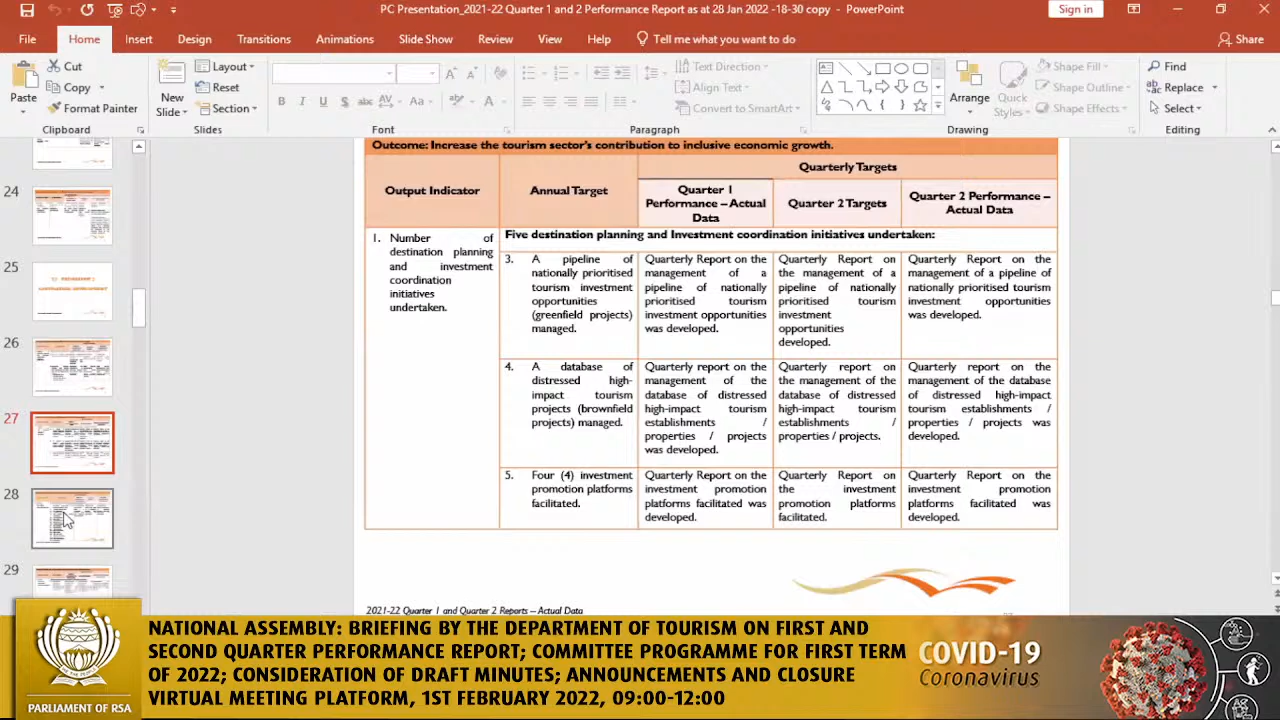 PC Presentation_2021-22 Quarter 1 and 2 Performance Report as at 28 Jan 2022 -18-30 copy - PowerPoint
Sign in
File Home Insert Design Transitions Animations Slide Show Review View Help Tell me what you want to do Share
Paste
Cut
Copy
Format Painter
Clipboard
New
Slide
Layout
Reset
Section
Slides
Font
Text Direction
Align Text
Convert to SmartArt
Paragraph
Arrange
Quick
Styles
Shape Fill
Shape Outline
Shape Effects
Drawing
Find
Replace
Select
Editing
24
25
26
27
28
29
Outcome: Increase the tourism sector's contribution to inclusive economic growth.
Output Indicator
Annual Target
Quarterly Targets
Quarter 1
Performance – Actual
Data
Quarter 2 Targets
Quarter 2 Performance –
Actual Data
1. Number of
destination planning
and investment
coordination
initiatives
undertaken.
Five destination planning and Investment coordination initiatives undertaken:
3. A pipeline of
nationally prioritised
tourism investment
opportunities
(greenfield projects)
managed.
Quarterly Report on the
management of a
pipeline of nationally
prioritised tourism
investment opportunities
was developed.
Quarterly Report on
the management of a
pipeline of nationally
prioritised tourism
investment
opportunities
developed.
Quarterly Report on the
management of a pipeline of
nationally prioritised tourism
investment opportunities
was developed.
4. A database of
distressed high-
impact tourism
projects (brownfield
projects) managed.
Quarterly report on the
management of the
database of distressed
high-impact tourism
establishments /
properties / projects
was developed.
Quarterly report on
the management of the
database of distressed
high-impact tourism
establishments /
properties / projects.
Quarterly report on the
management of the database
of distressed high-impact
tourism establishments /
properties / projects was
developed.
5. Four (4) investment
promotion platforms
facilitated.
Quarterly Report on the
investment promotion
platforms facilitated was
developed.
Quarterly Report on
the investment
promotion platforms
facilitated.
Quarterly Report on the
investment promotion
platforms facilitated was
developed.
2021-22 Quarter 1 and Quarter 2 Reports – Actual Data
PARLIAMENT OF RSA
NATIONAL ASSEMBLY: BRIEFING BY THE DEPARTMENT OF TOURISM ON FIRST AND
SECOND QUARTER PERFORMANCE REPORT; COMMITTEE PROGRAMME FOR FIRST TERM
OF 2022; CONSIDERATION OF DRAFT MINUTES; ANNOUNCEMENTS AND CLOSURE
VIRTUAL MEETING PLATFORM, 1ST FEBRUARY 2022, 09:00-12:00
COVID-19
Coronavirus